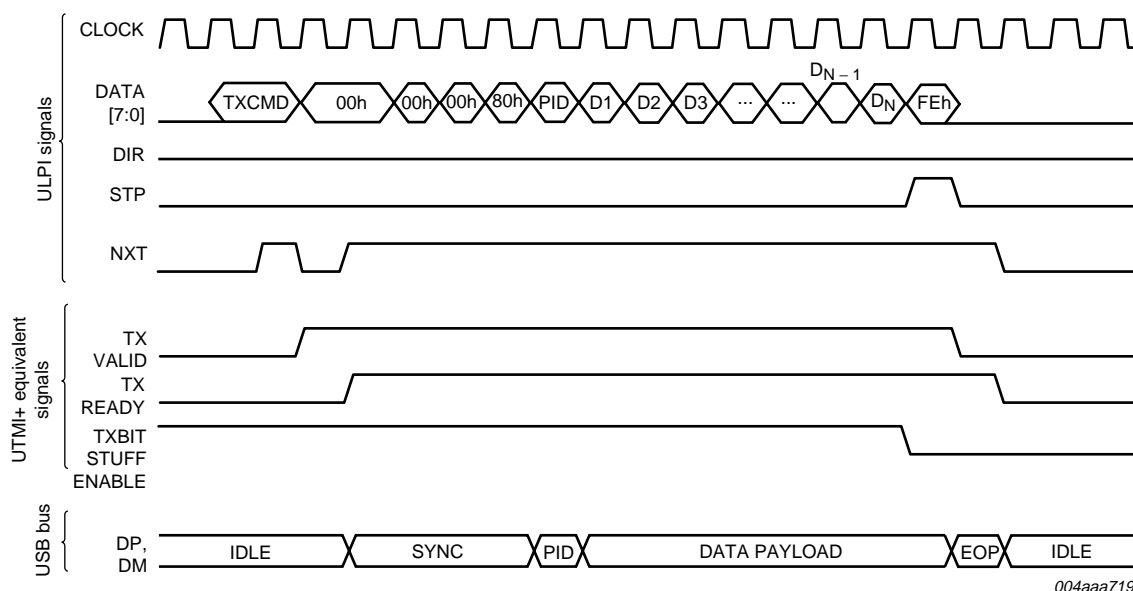 ULPI signals
CLOCK
DATA
[7:0]
TXCMD 00h 00h 00h 80h PID D1 D2 D3 ... ... DN – 1 DN FEh
DIR
STP
NXT
UTMI+ equivalent
signals
TX
VALID
TX
READY
TXBIT
STUFF
ENABLE
USB bus
DP,
DM
IDLE SYNC PID DATA PAYLOAD EOP IDLE
004aaa719